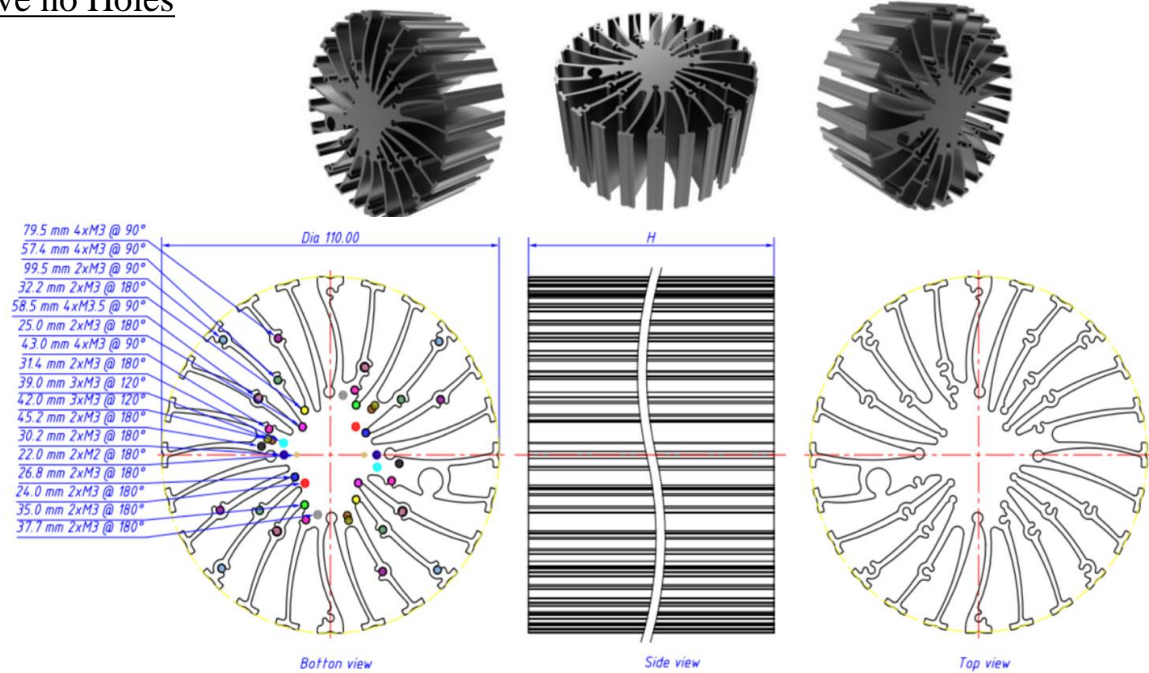 ve no Holes
79.5 mm 4xM3 @ 90°
57.4 mm 4xM3 @ 90°
99.5 mm 2xM3 @ 90°
32.2 mm 2xM3 @ 180°
58.5 mm 4xM3.5 @ 90°
25.0 mm 2xM3 @ 180°
43.0 mm 4xM3 @ 90°
31.4 mm 2xM3 @ 180°
39.0 mm 3xM3 @ 120°
42.0 mm 3xM3 @ 120°
45.2 mm 2xM3 @ 180°
30.2 mm 2xM3 @ 180°
22.0 mm 2xM2 @ 180°
26.8 mm 2xM3 @ 180°
24.0 mm 2xM3 @ 180°
35.0 mm 2xM3 @ 180°
37.7 mm 2xM3 @ 180°
Dia 110.00
H
Botton view
Side view
Top view